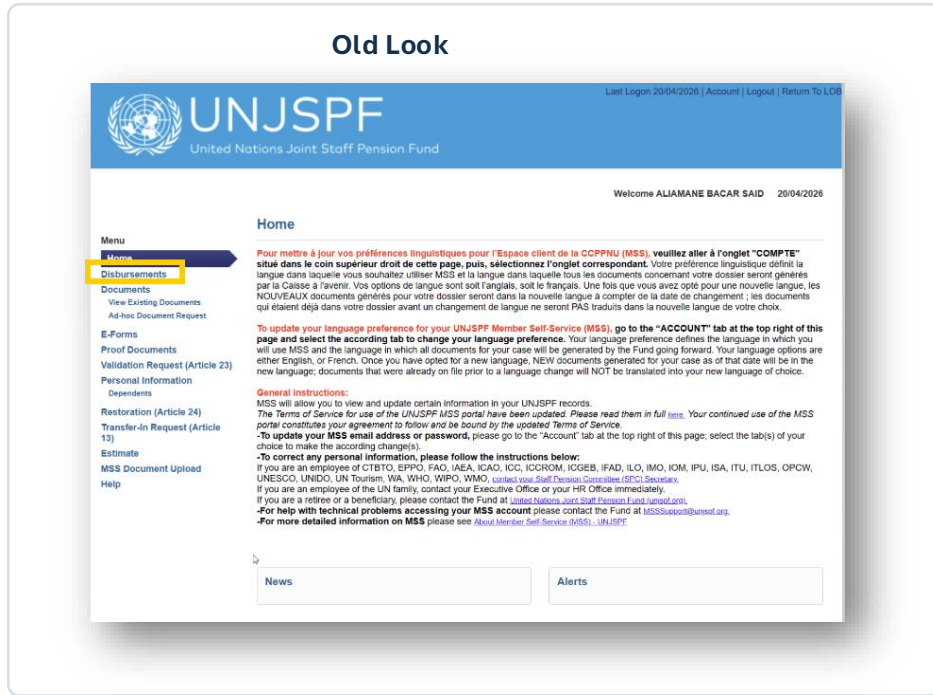 Old Look
Last Logon 20/04/2026 | Account | Logout | Return To LOB
UNJSPF
United Nations Joint Staff Pension Fund
Welcome ALIAMANE BACAR SAID 20/04/2026
Menu
Home
Disbursements
Documents
View Existing Documents
Ad-hoc Document Request
E-Forms
Proof Documents
Validation Request (Article 23)
Personal Information
Dependents
Restoration (Article 24)
Transfer-In Request (Article
13)
Estimate
MSS Document Upload
Help
Home
Pour mettre à jour vos préférences linguistiques pour l'Espace client de la CCPPNU (MSS), veuillez aller à l'onglet "COMPTE"
situé dans le coin supérieur droit de cette page, puis, sélectionnez l'onglet correspondant. Votre préférence linguistique définit la
langue dans laquelle vous souhaitez utiliser MSS et la langue dans laquelle tous les documents concernant votre dossier seront générés
par la Caisse à l'avenir. Vos options de langue sont soit l'anglais, soit le français. Une fois que vous avez opté pour une nouvelle langue, les
NOUVEAUX documents générés pour votre dossier seront dans la nouvelle langue à compter de la date de changement ; les documents
qui étaient déjà dans votre dossier avant un changement de langue ne seront PAS traduits dans la nouvelle langue de votre choix.
To update your language preference for your UNJSPF Member Self-Service (MSS), go to the "ACCOUNT" tab at the top right of this
page and select the according tab to change your language preference. Your language preference defines the language in which you
will use MSS and the language in which all documents for your case will be generated by the Fund going forward. Your language options are
either English, or French. Once you have opted for a new language, NEW documents generated for your case as of that date will be in the
new language; documents that were already on file prior to a language change will NOT be translated into your new language of choice.
General instructions:
MSS will allow you to view and update certain information in your UNJSPF records.
The Terms of Service for use of the UNJSPF MSS portal have been updated. Please read them in full here. Your continued use of the MSS
portal constitutes your agreement to follow and be bound by the updated Terms of Service.
-To update your MSS email address or password, please go to the "Account" tab at the top right of this page; select the tab(s) of your
choice to make the according change(s).
-To correct any personal information, please follow the instructions below:
If you are an employee of CTBTO, EPPO, FAO, IAEA, ICAO, ICC, ICCROM, ICGEB, IFAD, ILO, IMO, IOM, IPU, ISA, ITU, ITLOS, OPCW,
UNESCO, UNIDO, UN Tourism, WA, WHO, WIPO, WMO, contact your Staff Pension Committee (SPC) Secretary.
If you are an employee of the UN family, contact your Executive Office or your HR Office immediately.
If you are a retiree or a beneficiary, please contact the Fund at United Nations Joint Staff Pension Fund (unjspf.org).
-For help with technical problems accessing your MSS account please contact the Fund at MSSSupport@unjspf.org.
-For more detailed information on MSS please see About Member Self-Service (MSS) - UNJSPF
News
Alerts